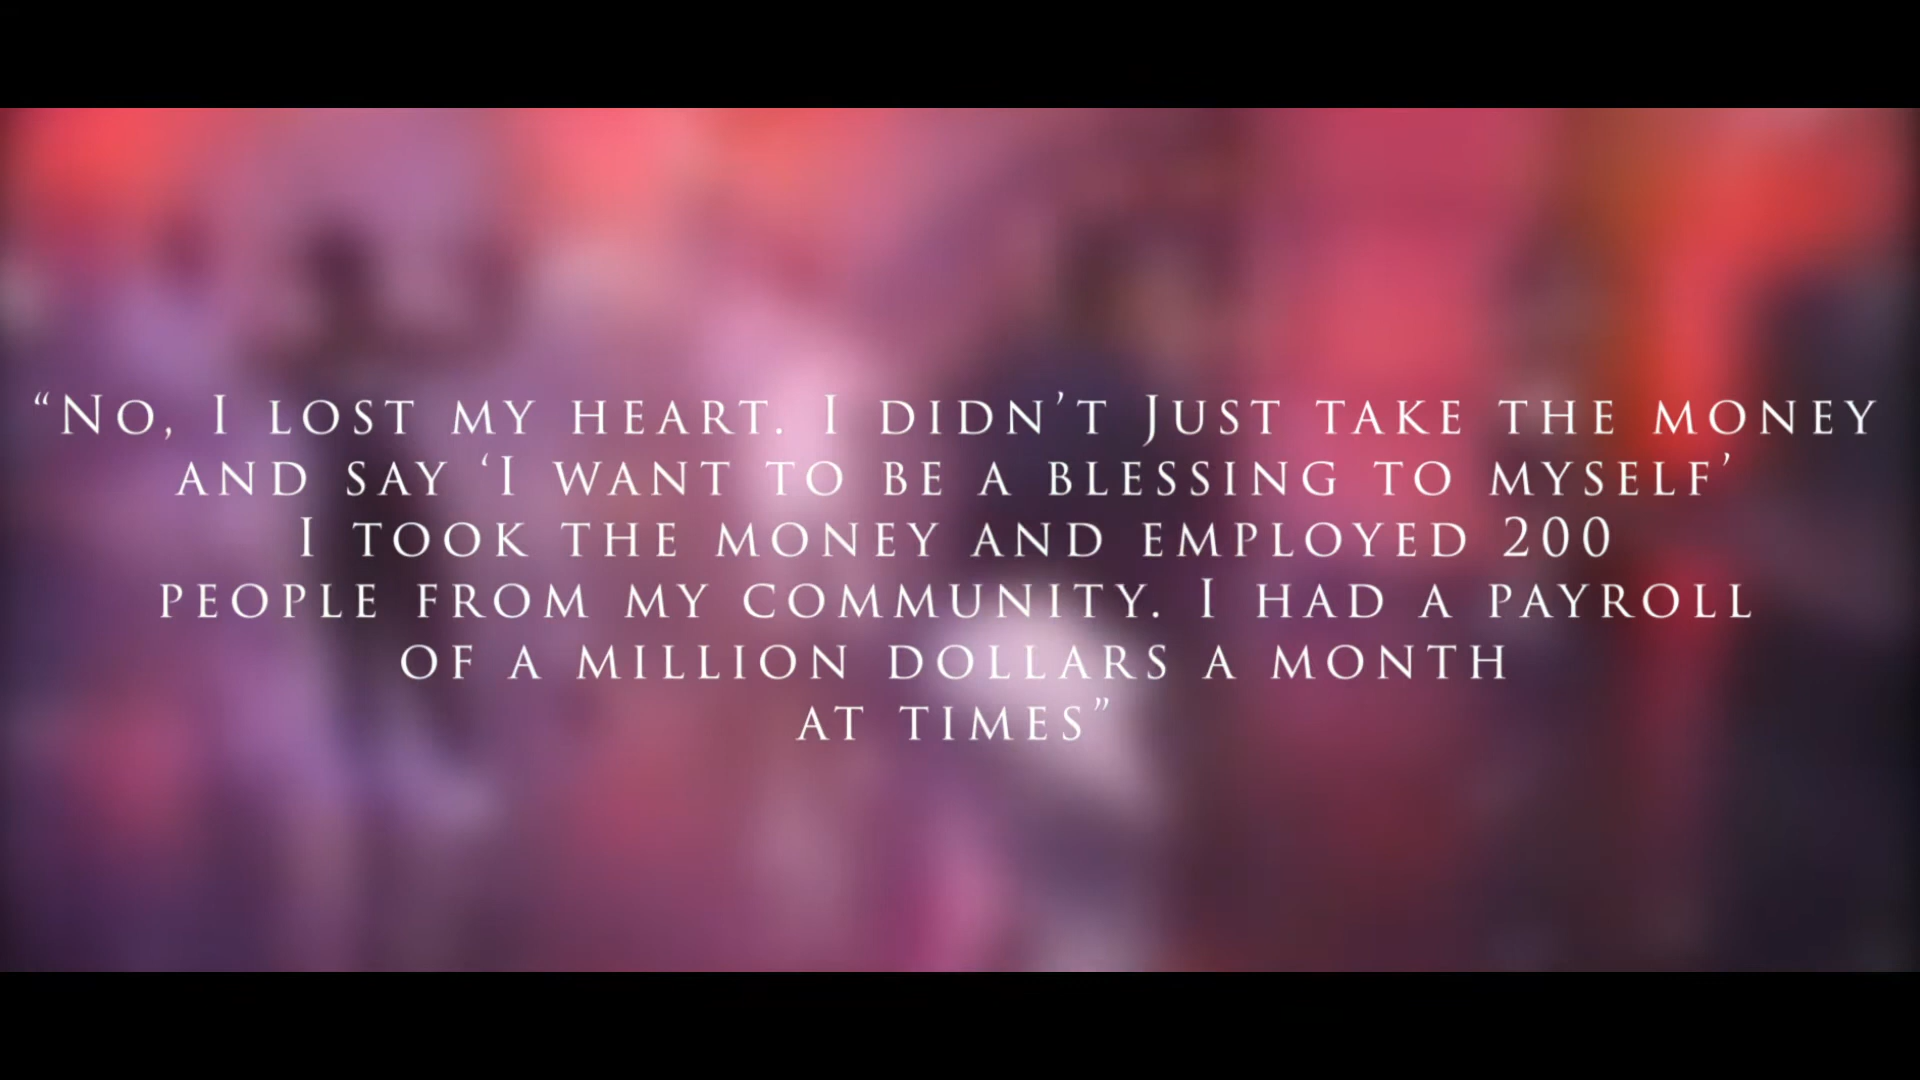 “No, I lost my heart. I didn’t Just take the money
and say ‘I want to be a blessing to myself’
I took the money and employed 200
people from my community. I had a payroll
of a million dollars a month
at times”